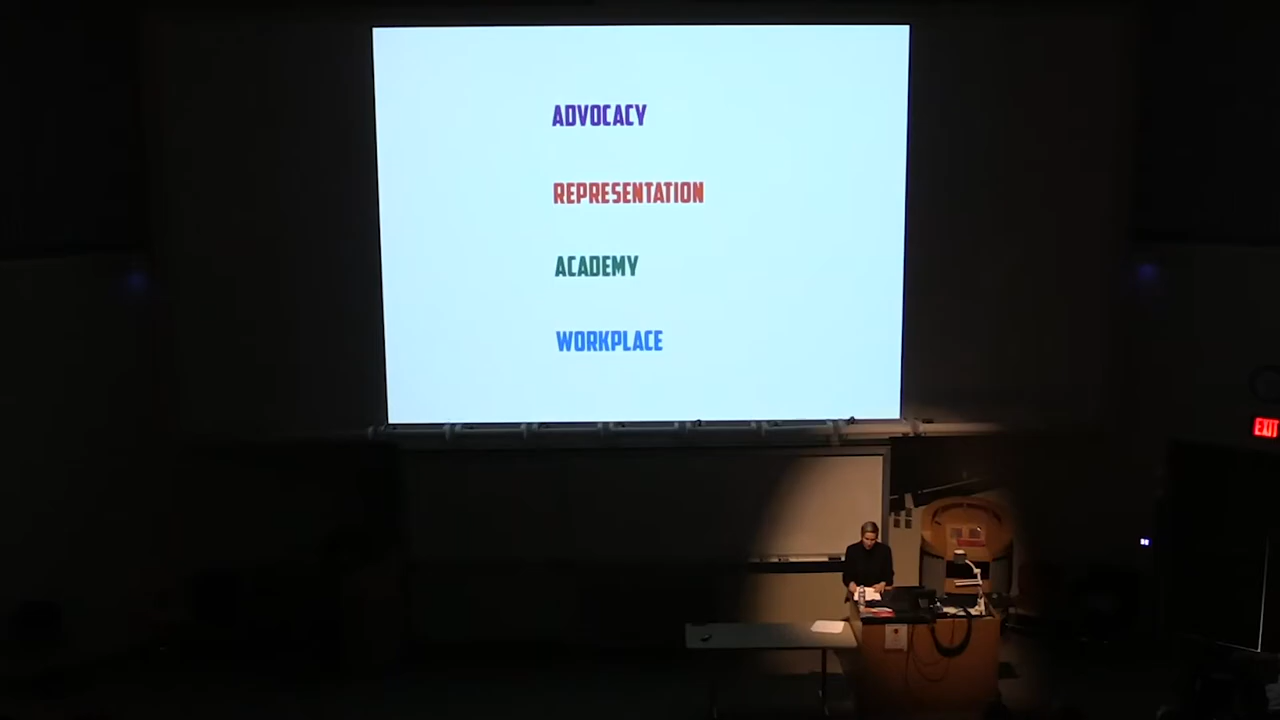 ADVOCACY
REPRESENTATION
ACADEMY
WORKPLACE
EXIT